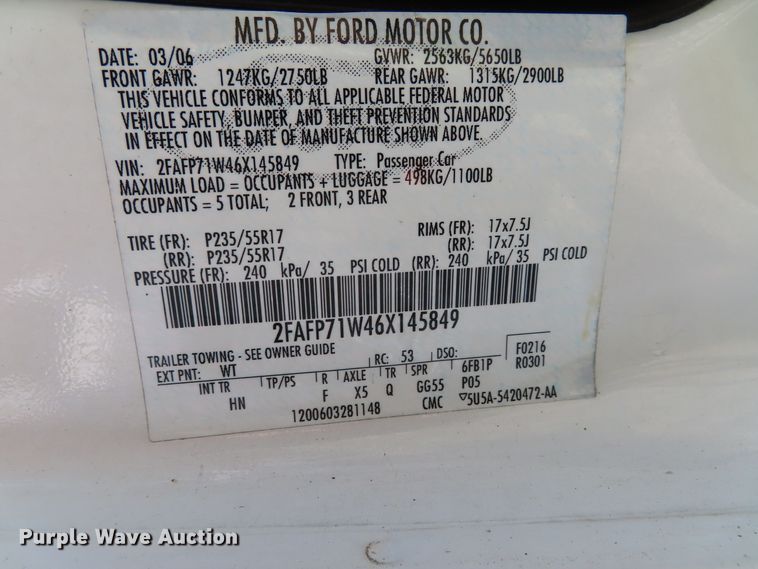 MFD. BY FORD MOTOR CO.
DATE: 03/06 GVWR: 2563KG/5650LB
FRONT GAWR: 1247KG/2750LB REAR GAWR: 1315KG/2900LB
THIS VEHICLE CONFORMS TO ALL APPLICABLE FEDERAL MOTOR
VEHICLE SAFETY, BUMPER, AND THEFT PREVENTION STANDARDS
IN EFFECT ON THE DATE OF MANUFACTURE SHOWN ABOVE.
VIN: 2FAFP71W46X145849 TYPE: Passenger Car
MAXIMUM LOAD = OCCUPANTS + LUGGAGE = 498KG/1100LB
OCCUPANTS = 5 TOTAL; 2 FRONT, 3 REAR
TIRE (FR): P235/55R17 RIMS (FR): 17x7.5J
(RR): P235/55R17 (RR): 17x7.5J
PRESSURE (FR): 240 kPa/ 35 PSI COLD (RR): 240 kPa/ 35 PSI COLD
2FAFP71W46X145849
TRAILER TOWING - SEE OWNER GUIDE F0216
EXT PNT: WT RC: 53 DSO: R0301
INT TR TP/PS R AXLE TR SPR 6FB1P
HN F X5 Q GG55 P05
1200603281148 CMC ▽5U5A-5420472-AA
Purple Wave Auction